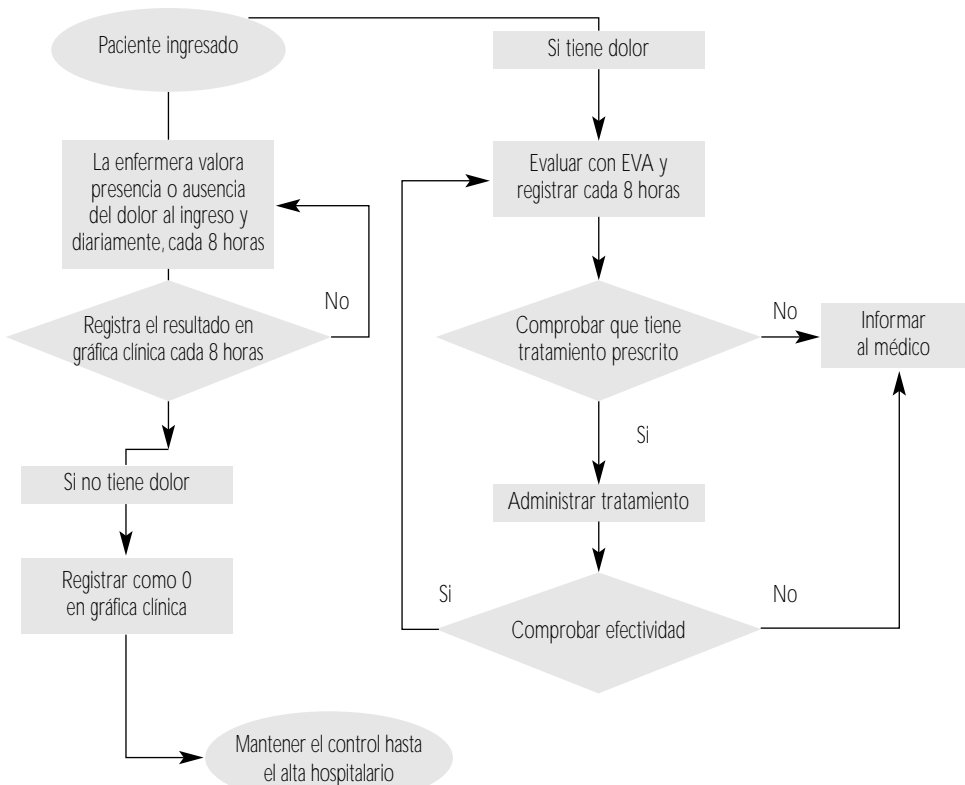 Paciente ingresado
La enfermera valora
presencia o ausencia
del dolor al ingreso y
diariamente, cada 8 horas
No
Registra el resultado en
gráfica clínica cada 8 horas
Si no tiene dolor
Registrar como 0
en gráfica clínica
Mantener el control hasta
el alta hospitalario
Si tiene dolor
Evaluar con EVA y
registrar cada 8 horas
Comprobar que tiene
tratamiento prescrito
No
Informar
al médico
Si
Administrar tratamiento
Si
Comprobar efectividad
No